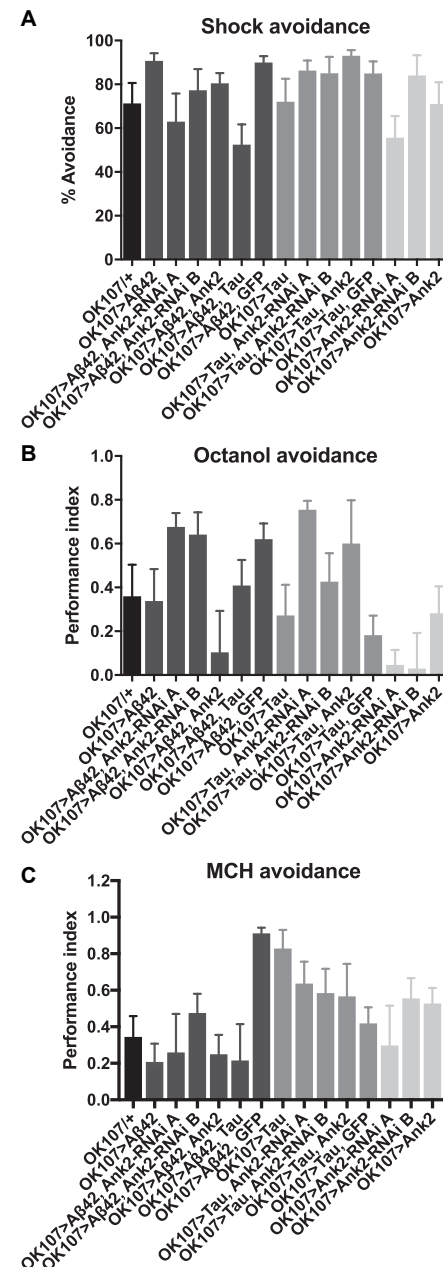 A
Shock avoidance
% Avoidance
100
80
60
40
20
0
OK107/+
OK107>Aβ42
OK107>Aβ42, Ank2-RNAi A
OK107>Aβ42, Ank2-RNAi B
OK107>Aβ42, Ank2
OK107>Aβ42, Tau
OK107>Aβ42, GFP
OK107>Tau
OK107>Tau, Ank2-RNAi A
OK107>Tau, Ank2-RNAi B
OK107>Tau, Ank2
OK107>Tau, GFP
OK107>Ank2-RNAi A
OK107>Ank2-RNAi B
OK107>Ank2
B
Octanol avoidance
Performance index
1.0
0.8
0.6
0.4
0.2
0.0
OK107/+
OK107>Aβ42
OK107>Aβ42, Ank2-RNAi A
OK107>Aβ42, Ank2-RNAi B
OK107>Aβ42, Ank2
OK107>Aβ42, Tau
OK107>Aβ42, GFP
OK107>Tau
OK107>Tau, Ank2-RNAi A
OK107>Tau, Ank2-RNAi B
OK107>Tau, Ank2
OK107>Tau, GFP
OK107>Ank2-RNAi A
OK107>Ank2-RNAi B
OK107>Ank2
C
MCH avoidance
Performance index
1.2
1.0
0.8
0.6
0.4
0.2
0.0
OK107/+
OK107>Aβ42
OK107>Aβ42, Ank2-RNAi A
OK107>Aβ42, Ank2-RNAi B
OK107>Aβ42, Ank2
OK107>Aβ42, Tau
OK107>Aβ42, GFP
OK107>Tau
OK107>Tau, Ank2-RNAi A
OK107>Tau, Ank2-RNAi B
OK107>Tau, Ank2
OK107>Tau, GFP
OK107>Ank2-RNAi A
OK107>Ank2-RNAi B
OK107>Ank2